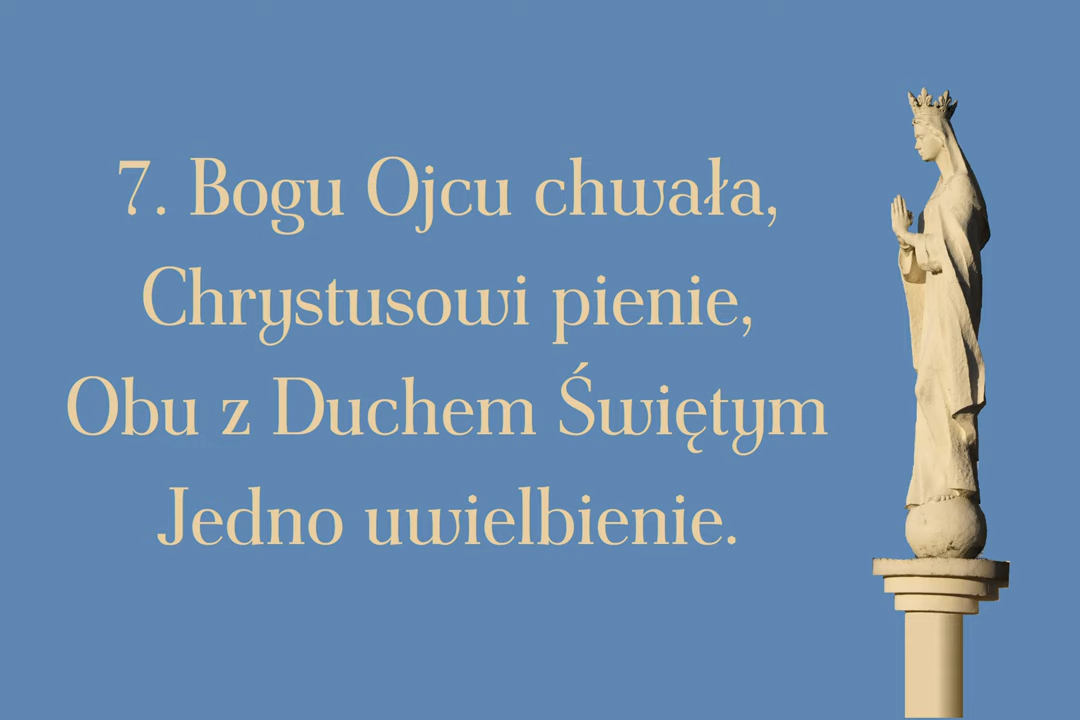 7. Bogu Ojcu chwała,
Chrystusowi pienie,
Obu z Duchem Świętym
Jedno uwielbienie.